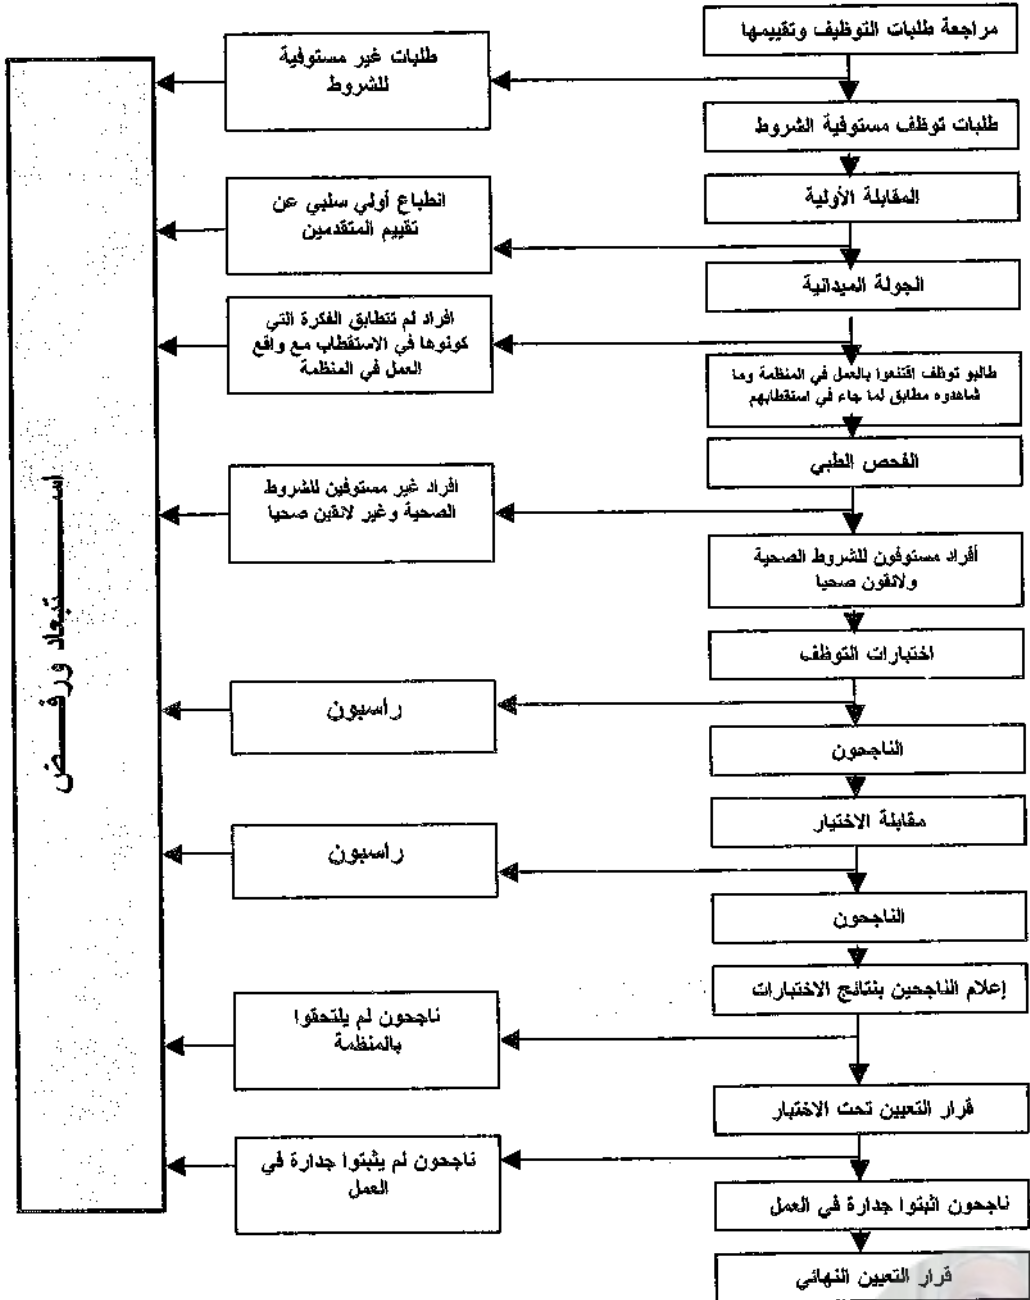 مراجعة طلبات التوظيف وتقييمها
طلبات غير مستوفية
للشروط
طلبات توظف مستوفية الشروط
المقابلة الأولية
انطباع أولي سلبي عن
تقييم المتقدمين
الجولة الميدانية
افراد لم تتطابق الفكرة التي
كونوها في الاستقطاب مع واقع
العمل في المنظمة
طالبو توظف اقتنعوا بالعمل في المنظمة وما
شاهدوه مطابق لما جاء في استقطابهم
الفحص الطبي
افراد غير مستوفين للشروط
الصحية وغير لائقين صحيا
أفراد مستوفون للشروط الصحية
ولائقون صحيا
اختبارات التوظف
راسبون
الناجحون
مقابلة الاختيار
راسبون
الناجحون
إعلام الناجحين بنتائج الاختبارات
ناجحون لم يلتحقوا
بالمنظمة
قرار التعيين تحت الاختبار
ناجحون لم يثبتوا جدارة في
العمل
ناجحون اثبتوا جدارة في العمل
قرار التعيين النهائي
اســـــتبعاد ورفـــض